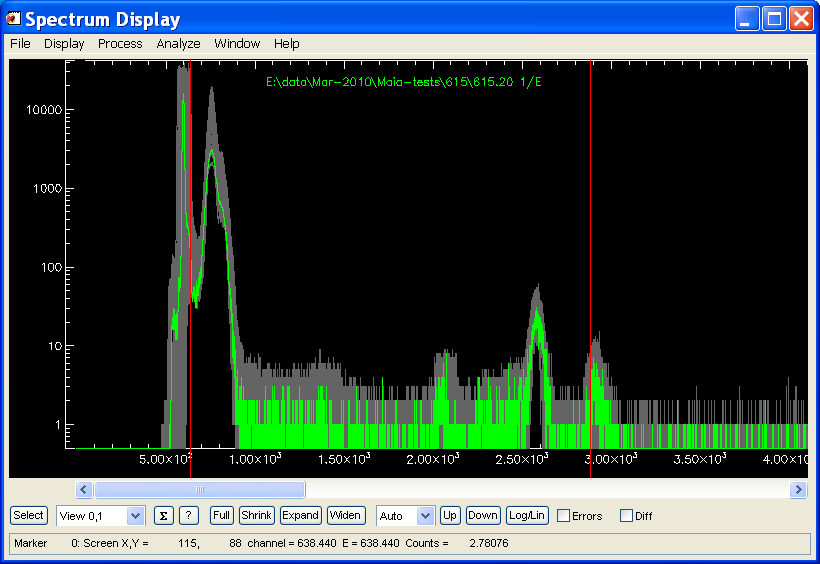 Spectrum Display
File Display Process Analyze Window Help
E:\data\Mar-2010\Maia-tests\615\615.20 1/E
10000
1000
100
10
1
5.00×10² 1.00×10³ 1.50×10³ 2.00×10³ 2.50×10³ 3.00×10³ 3.50×10³ 4.00×10
Select View 0,1 Σ ? Full Shrink Expand Widen Auto Up Down Log/Lin Errors Diff
Marker 0: Screen X,Y = 115, 88 channel = 638.440 E = 638.440 Counts = 2.78076